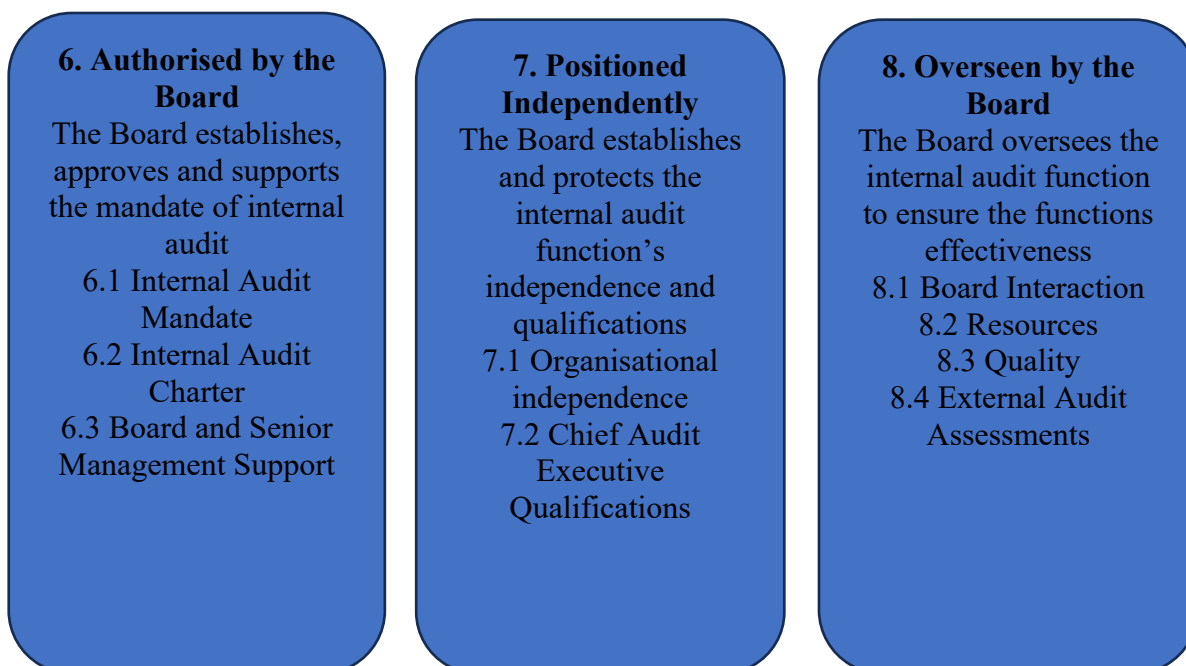 6. Authorised by the
Board
The Board establishes,
approves and supports
the mandate of internal
audit
6.1 Internal Audit
Mandate
6.2 Internal Audit
Charter
6.3 Board and Senior
Management Support
7. Positioned
Independently
The Board establishes
and protects the
internal audit
function’s
independence and
qualifications
7.1 Organisational
independence
7.2 Chief Audit
Executive
Qualifications
8. Overseen by the
Board
The Board oversees the
internal audit function
to ensure the functions
effectiveness
8.1 Board Interaction
8.2 Resources
8.3 Quality
8.4 External Audit
Assessments